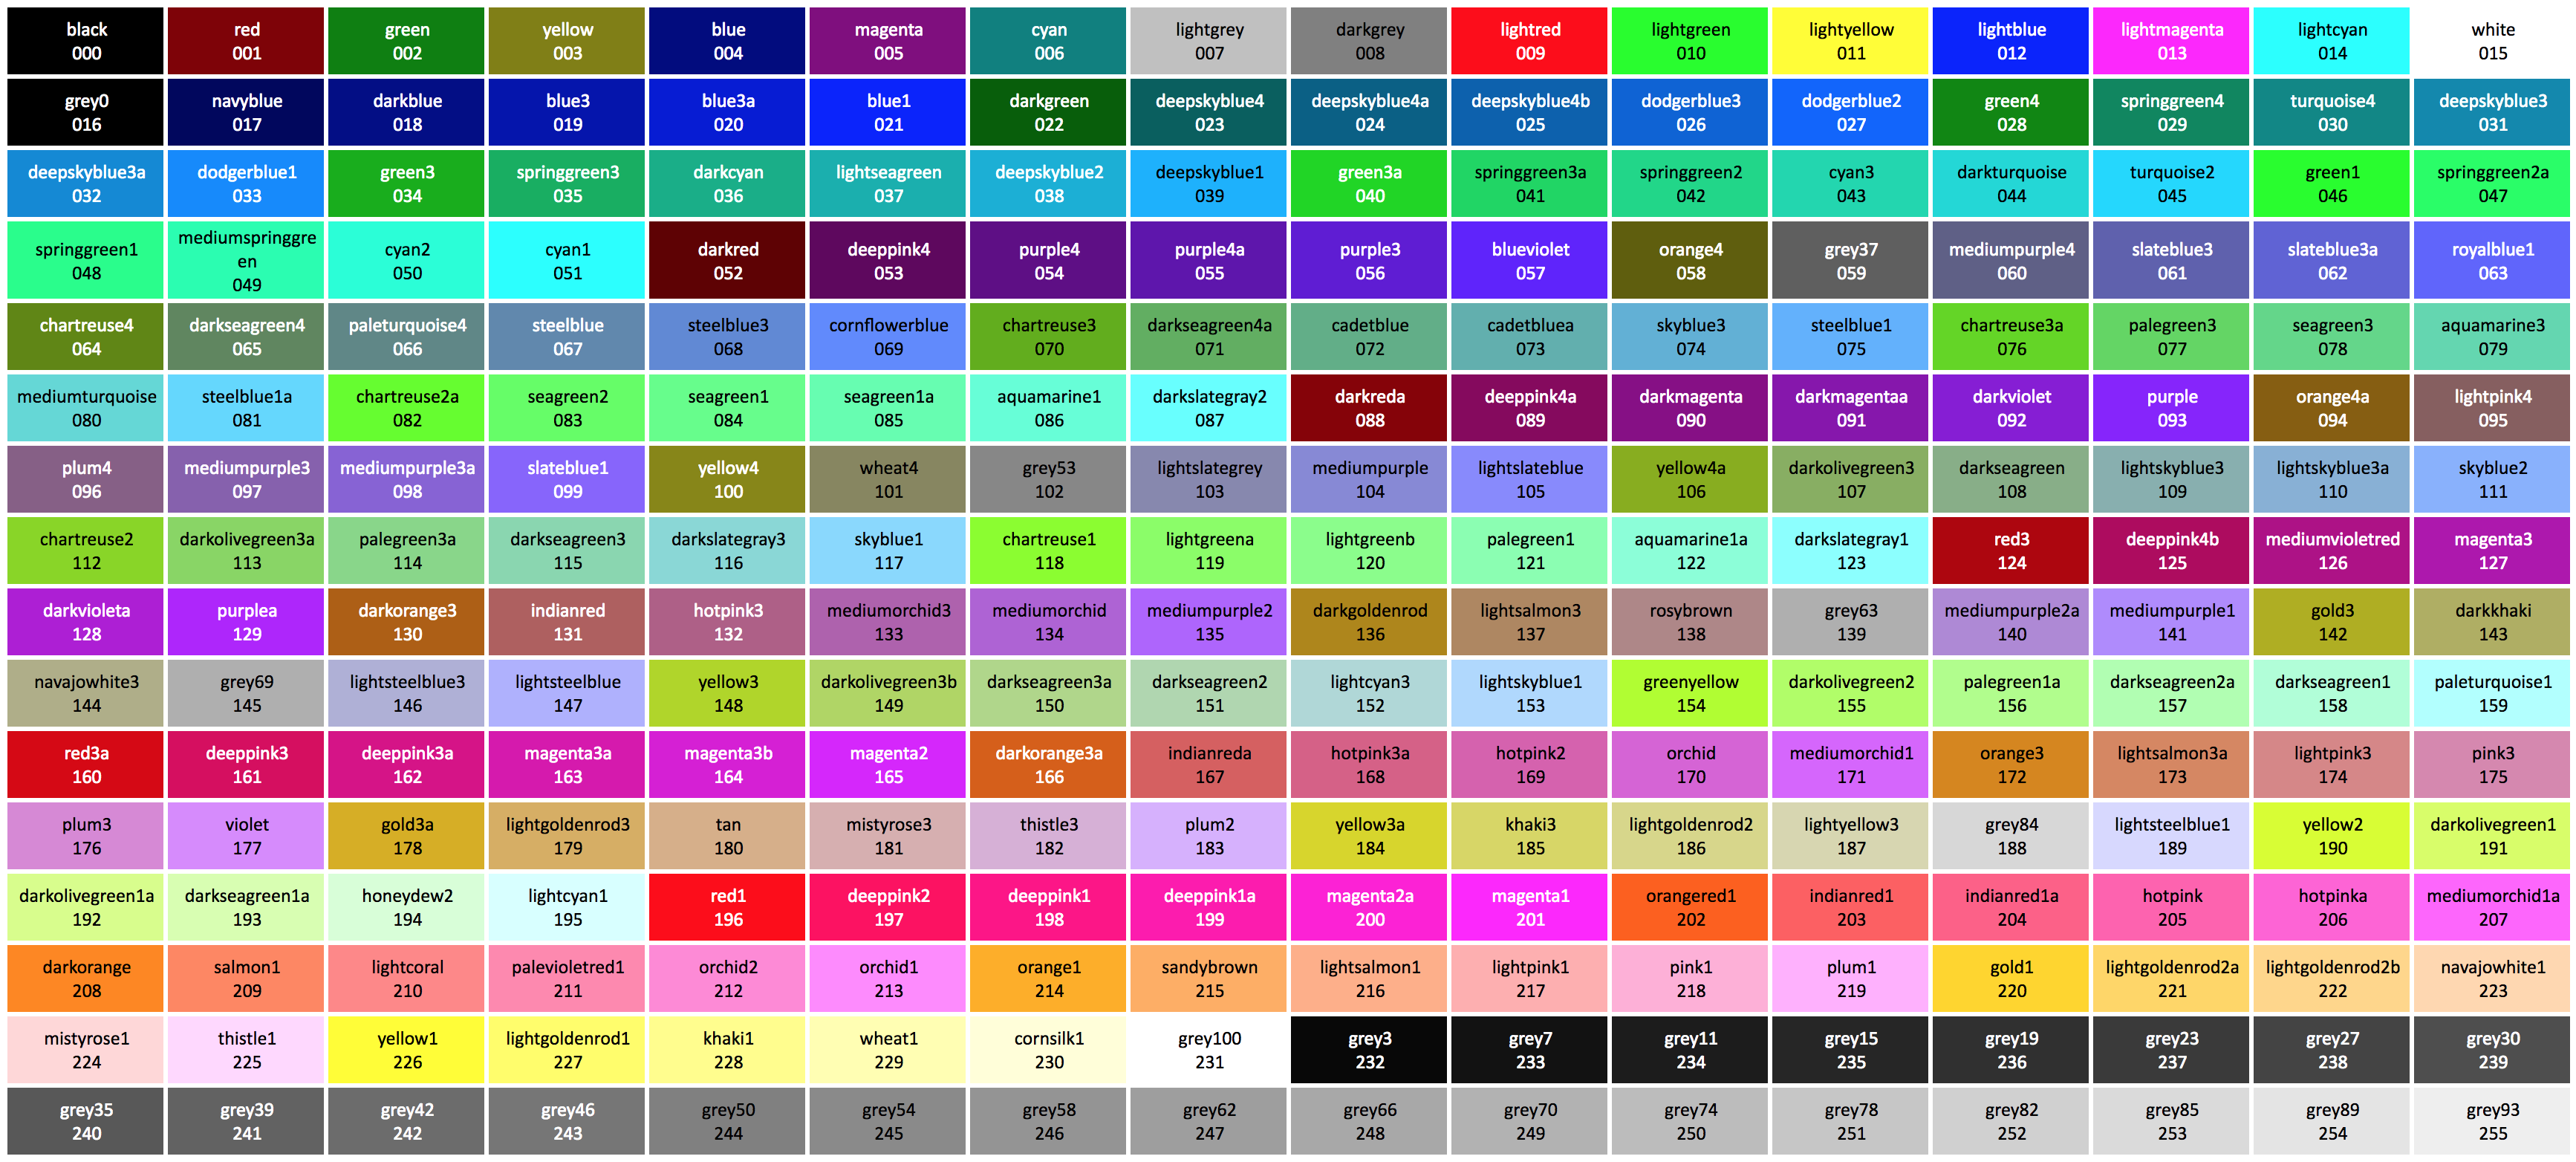 black red green yellow blue magenta cyan lightgrey darkgrey lightred lightgreen lightyellow lightblue lightmagenta lightcyan white
000 001 002 003 004 005 006 007 008 009 010 011 012 013 014 015
grey0 navyblue darkblue blue3 blue3a blue1 darkgreen deepskyblue4 deepskyblue4a deepskyblue4b dodgerblue3 dodgerblue2 green4 springgreen4 turquoise4 deepskyblue3
016 017 018 019 020 021 022 023 024 025 026 027 028 029 030 031
deepskyblue3a dodgerblue1 green3 springgreen3 darkcyan lightseagreen deepskyblue2 deepskyblue1 green3a springgreen3a springgreen2 cyan3 darkturquoise turquoise2 green1 springgreen2a
032 033 034 035 036 037 038 039 040 041 042 043 044 045 046 047
springgreen1 mediumspringgre cyan2 cyan1 darkred deeppink4 purple4 purple4a purple3 blueviolet orange4 grey37 mediumpurple4 slateblue3 slateblue3a royalblue1
en
048 049 050 051 052 053 054 055 056 057 058 059 060 061 062 063
chartreuse4 darkseagreen4 paleturquoise4 steelblue steelblue3 cornflowerblue chartreuse3 darkseagreen4a cadetblue cadetbluea skyblue3 steelblue1 chartreuse3a palegreen3 seagreen3 aquamarine3
064 065 066 067 068 069 070 071 072 073 074 075 076 077 078 079
mediumturquoise steelblue1a chartreuse2a seagreen2 seagreen1 seagreen1a aquamarine1 darkslategray2 darkreda deeppink4a darkmagenta darkmagentaa darkviolet purple orange4a lightpink4
080 081 082 083 084 085 086 087 088 089 090 091 092 093 094 095
plum4 mediumpurple3 mediumpurple3a slateblue1 yellow4 wheat4 grey53 lightslategrey mediumpurple lightslateblue yellow4a darkolivegreen3 darkseagreen lightskyblue3 lightskyblue3a skyblue2
096 097 098 099 100 101 102 103 104 105 106 107 108 109 110 111
chartreuse2 darkolivegreen3a palegreen3a darkseagreen3 darkslategray3 skyblue1 chartreuse1 lightgreena lightgreenb palegreen1 aquamarine1a darkslategray1 red3 deeppink4b mediumvioletred magenta3
112 113 114 115 116 117 118 119 120 121 122 123 124 125 126 127
darkvioleta purplea darkorange3 indianred hotpink3 mediumorchid3 mediumorchid mediumpurple2 darkgoldenrod lightsalmon3 rosybrown grey63 mediumpurple2a mediumpurple1 gold3 darkkhaki
128 129 130 131 132 133 134 135 136 137 138 139 140 141 142 143
navajowhite3 grey69 lightsteelblue3 lightsteelblue yellow3 darkolivegreen3b darkseagreen3a darkseagreen2 lightcyan3 lightskyblue1 greenyellow darkolivegreen2 palegreen1a darkseagreen2a darkseagreen1 paleturquoise1
144 145 146 147 148 149 150 151 152 153 154 155 156 157 158 159
red3a deeppink3 deeppink3a magenta3a magenta3b magenta2 darkorange3a indianreda hotpink3a hotpink2 orchid mediumorchid1 orange3 lightsalmon3a lightpink3 pink3
160 161 162 163 164 165 166 167 168 169 170 171 172 173 174 175
plum3 violet gold3a lightgoldenrod3 tan mistyrose3 thistle3 plum2 yellow3a khaki3 lightgoldenrod2 lightyellow3 grey84 lightsteelblue1 yellow2 darkolivegreen1
176 177 178 179 180 181 182 183 184 185 186 187 188 189 190 191
darkolivegreen1a darkseagreen1a honeydew2 lightcyan1 red1 deeppink2 deeppink1 deeppink1a magenta2a magenta1 orangered1 indianred1 indianred1a hotpink hotpinka mediumorchid1a
192 193 194 195 196 197 198 199 200 201 202 203 204 205 206 207
darkorange salmon1 lightcoral palevioletred1 orchid2 orchid1 orange1 sandybrown lightsalmon1 lightpink1 pink1 plum1 gold1 lightgoldenrod2a lightgoldenrod2b navajowhite1
208 209 210 211 212 213 214 215 216 217 218 219 220 221 222 223
mistyrose1 thistle1 yellow1 lightgoldenrod1 khaki1 wheat1 cornsilk1 grey100 grey3 grey7 grey11 grey15 grey19 grey23 grey27 grey30
224 225 226 227 228 229 230 231 232 233 234 235 236 237 238 239
grey35 grey39 grey42 grey46 grey50 grey54 grey58 grey62 grey66 grey70 grey74 grey78 grey82 grey85 grey89 grey93
240 241 242 243 244 245 246 247 248 249 250 251 252 253 254 255